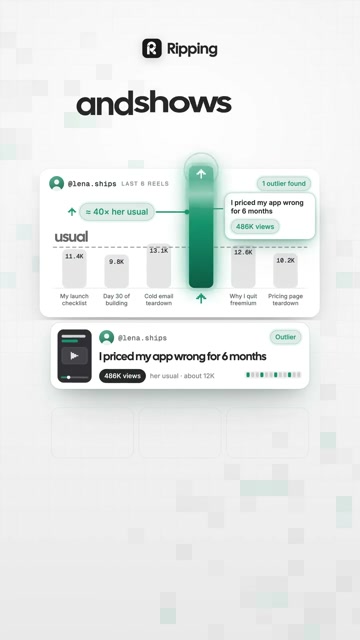 Ripping
andshows
@lena.ships LAST 6 REELS
1 outlier found
≈ 40× her usual
I priced my app wrong
for 6 months
486K views
usual
11.4K
9.8K
13.1K
12.6K
10.2K
My launch
checklist
Day 30 of
building
Cold email
teardown
Why I quit
freemium
Pricing page
teardown
@lena.ships
Outlier
I priced my app wrong for 6 months
486K views her usual · about 12K